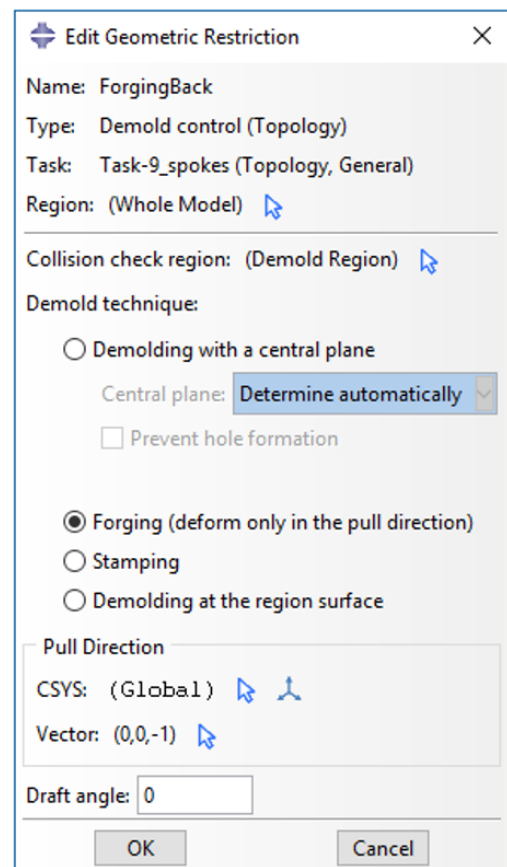 Edit Geometric Restriction
Name: ForgingBack
Type: Demold control (Topology)
Task: Task-9_spokes (Topology, General)
Region: (Whole Model)
Collision check region: (Demold Region)
Demold technique:
Demolding with a central plane
Central plane: Determine automatically
Prevent hole formation
Forging (deform only in the pull direction)
Stamping
Demolding at the region surface
Pull Direction
CSYS: (Global)
Vector: (0,0,-1)
Draft angle: 0
OK Cancel